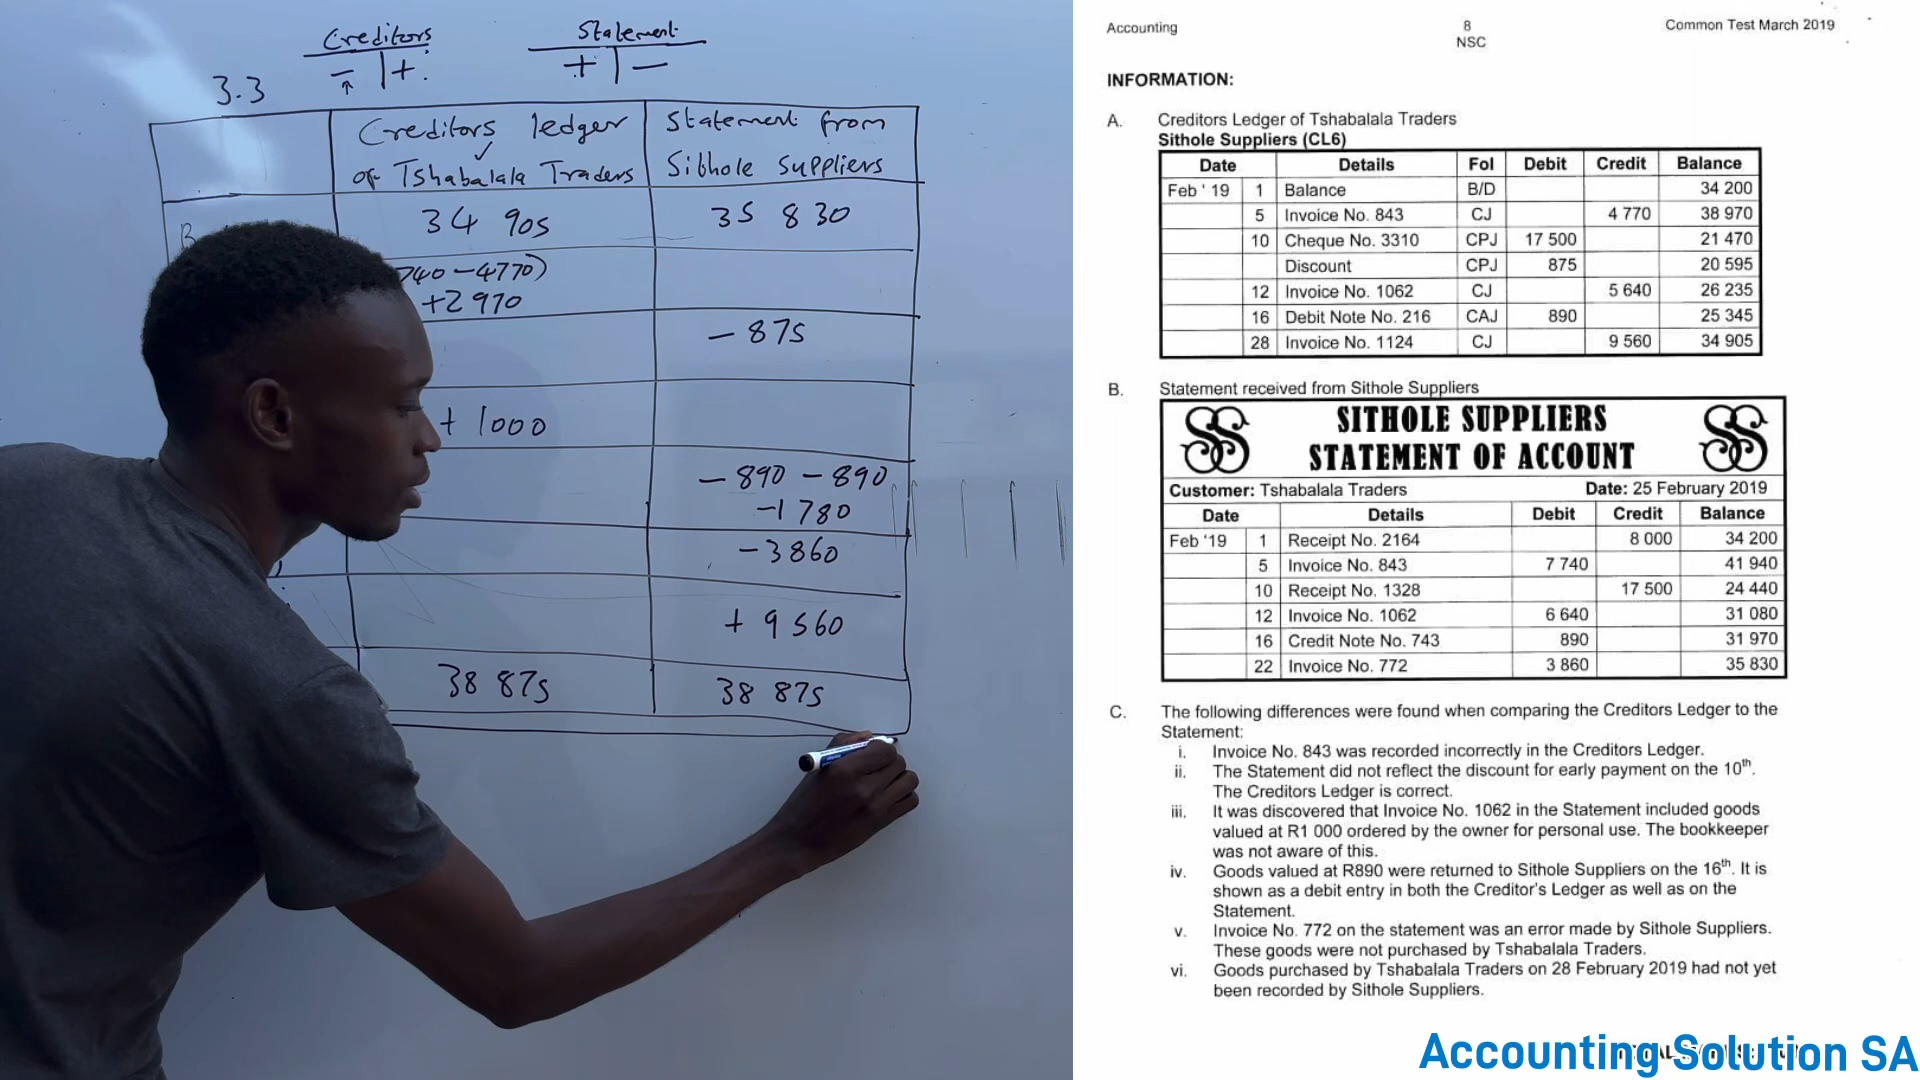 Creditors
- | +
Statement
+ | -
3.3
Creditors ledger
of Tshabalala Traders
Statement from
Sithole Suppliers
34 905
35 830
40 - 4770)
+2 970
- 875
+ 1000
- 890 - 890
-1 780
- 3860
+ 9 560
38 875
38 875
Accounting
8
NSC
Common Test March 2019
INFORMATION:
A. Creditors Ledger of Tshabalala Traders
Sithole Suppliers (CL6)
Date Details Fol Debit Credit Balance
Feb ' 19 1 Balance B/D 34 200
5 Invoice No. 843 CJ 4 770 38 970
10 Cheque No. 3310 CPJ 17 500 21 470
Discount CPJ 875 20 595
12 Invoice No. 1062 CJ 5 640 26 235
16 Debit Note No. 216 CAJ 890 25 345
28 Invoice No. 1124 CJ 9 560 34 905
B. Statement received from Sithole Suppliers
SS
SITHOLE SUPPLIERS
STATEMENT OF ACCOUNT
SS
Customer: Tshabalala Traders Date: 25 February 2019
Date Details Debit Credit Balance
Feb '19 1 Receipt No. 2164 8 000 34 200
5 Invoice No. 843 7 740 41 940
10 Receipt No. 1328 17 500 24 440
12 Invoice No. 1062 6 640 31 080
16 Credit Note No. 743 890 31 970
22 Invoice No. 772 3 860 35 830
C. The following differences were found when comparing the Creditors Ledger to the
Statement:
i. Invoice No. 843 was recorded incorrectly in the Creditors Ledger.
ii. The Statement did not reflect the discount for early payment on the 10th.
The Creditors Ledger is correct.
iii. It was discovered that Invoice No. 1062 in the Statement included goods
valued at R1 000 ordered by the owner for personal use. The bookkeeper
was not aware of this.
iv. Goods valued at R890 were returned to Sithole Suppliers on the 16th. It is
shown as a debit entry in both the Creditor's Ledger as well as on the
Statement.
v. Invoice No. 772 on the statement was an error made by Sithole Suppliers.
These goods were not purchased by Tshabalala Traders.
vi. Goods purchased by Tshabalala Traders on 28 February 2019 had not yet
been recorded by Sithole Suppliers.
Accounting Solution SA